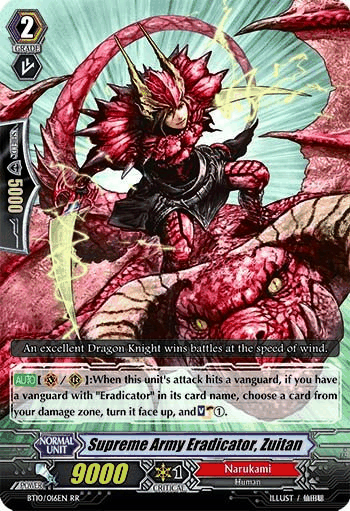 2
GRADE
SHIELD
5000
An excellent Dragon Knight wins battles at the speed of wind.
AUTO [ / ]:When this unit's attack hits a vanguard, if you have
a vanguard with "Eradicator" in its card name, choose a card from
your damage zone, turn it face up, and V ①.
NORMAL
UNIT
Supreme Army Eradicator, Zuitan
POWER
9000
1
CRITICAL
Narukami
Human
BT10/016EN RR
ILLUST / 仙田聡